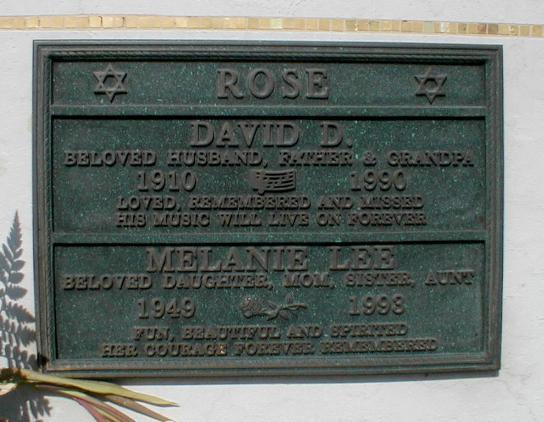 ROSE
DAVID D.
BELOVED HUSBAND, FATHER & GRANDPA
1910 1990
LOVED, REMEMBERED AND MISSED
HIS MUSIC WILL LIVE ON FOREVER
MELANIE LEE
BELOVED DAUGHTER, MOM, SISTER, AUNT
1949 1993
FUN, BEAUTIFUL AND SPIRITED
HER COURAGE FOREVER REMEMBERED